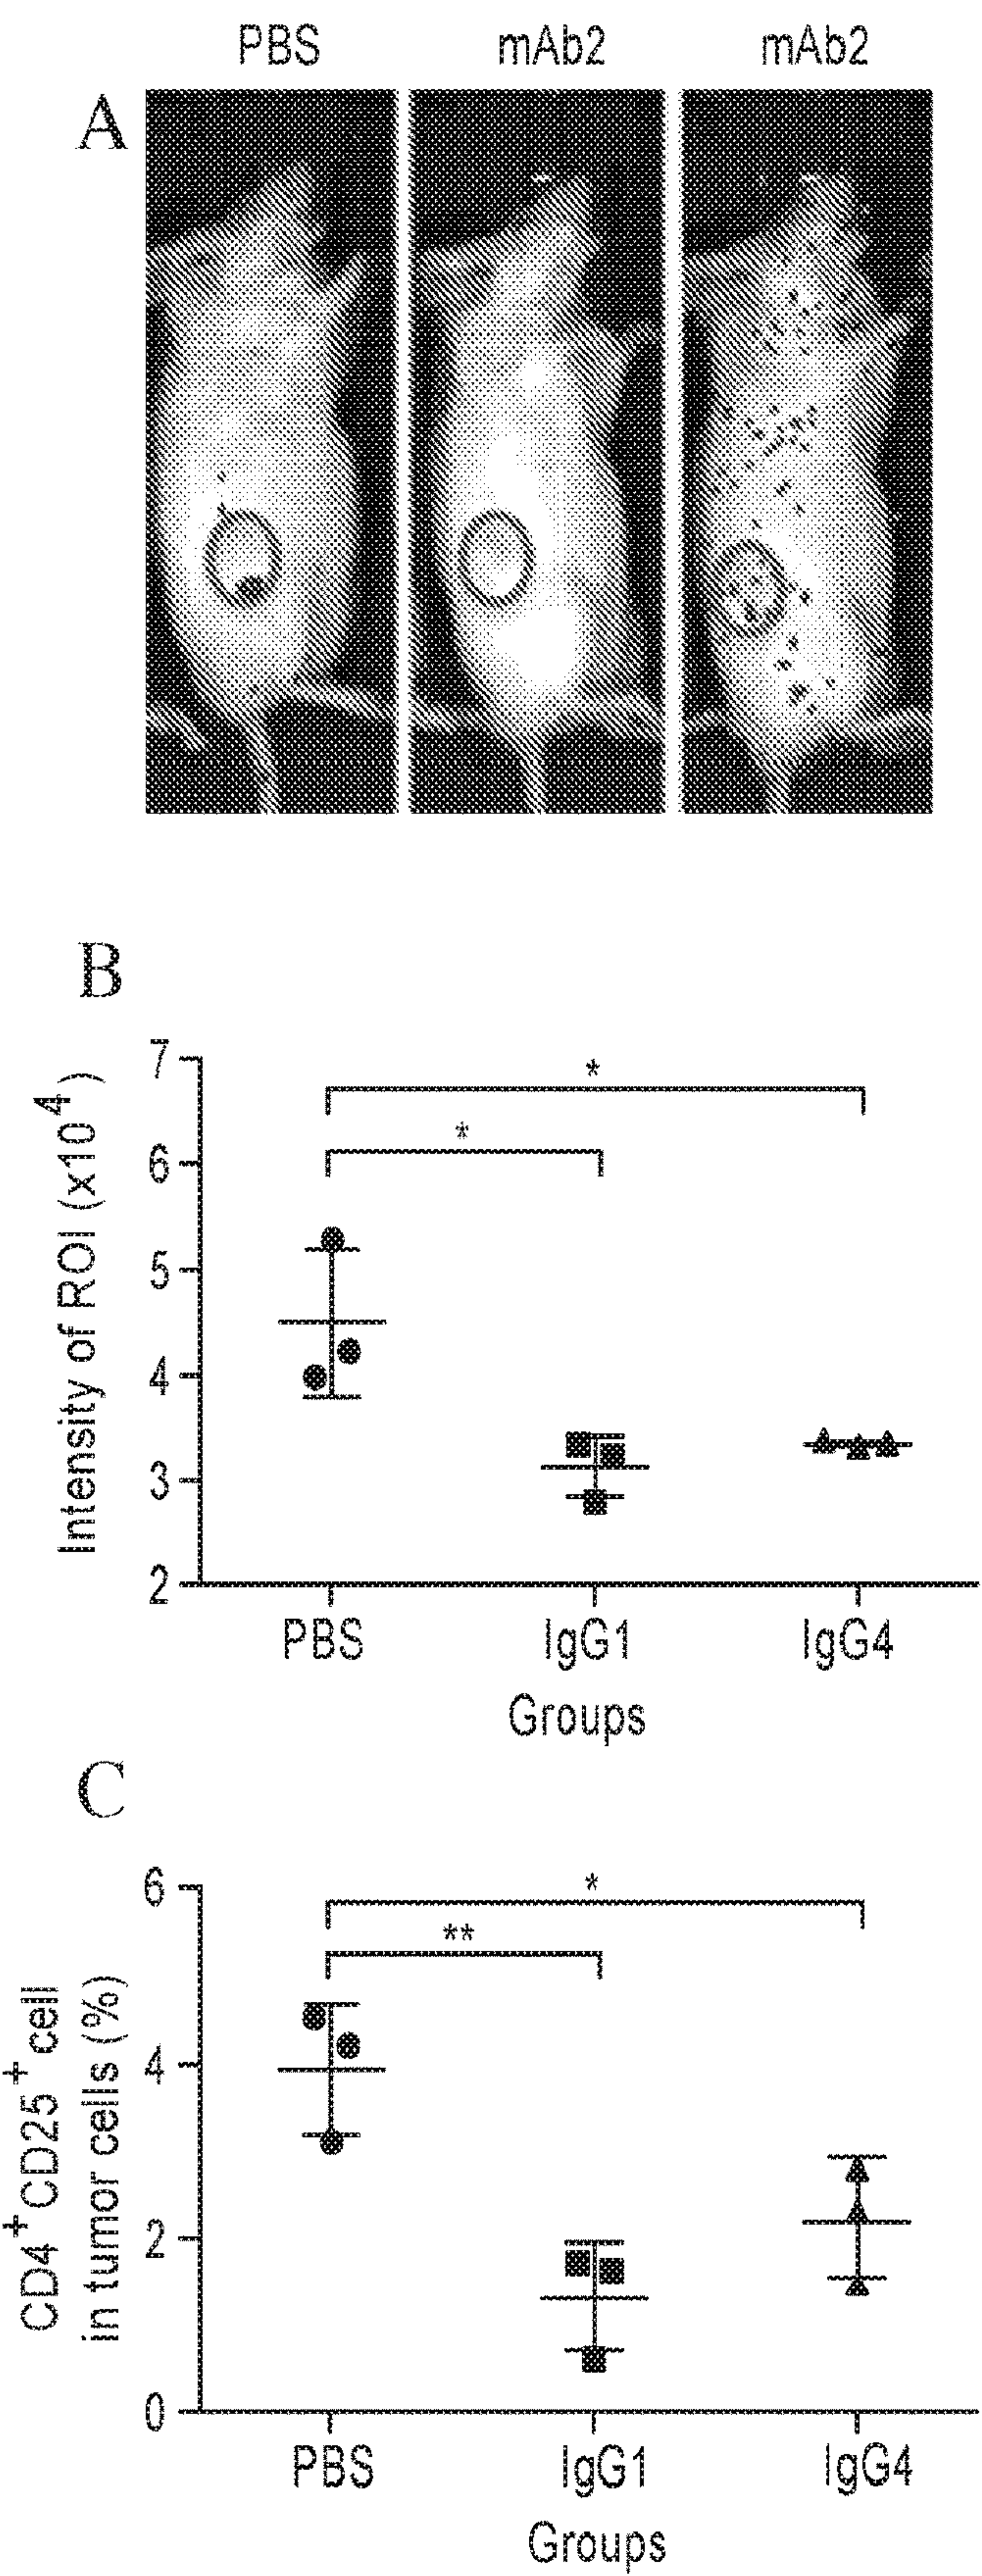 PBS mAb2 mAb2
A
B
Intensity of ROI (x10⁴)
7
6
5
4
3
2
*
*
PBS IgG1 IgG4
Groups
C
CD4⁺CD25⁺cell
in tumor cells (%)
6
4
2
0
*
**
PBS IgG1 IgG4
Groups